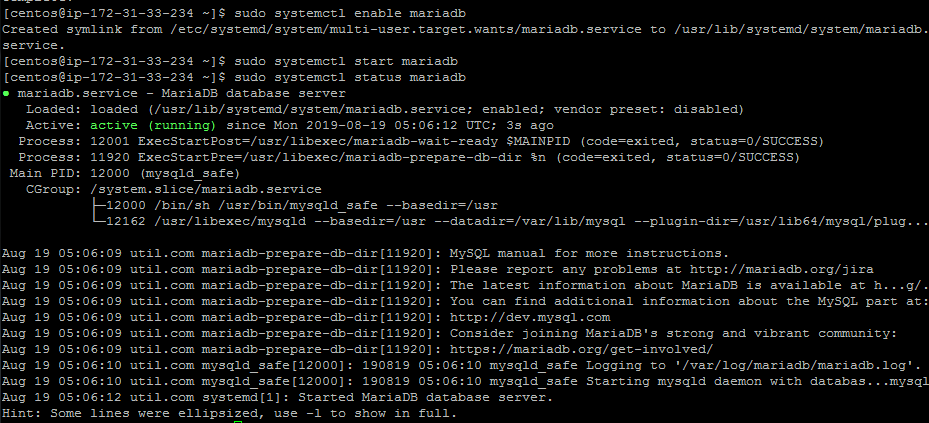 [centos@ip-172-31-33-234 ~]$ sudo systemctl enable mariadb
Created symlink from /etc/systemd/system/multi-user.target.wants/mariadb.service to /usr/lib/systemd/system/mariadb.
service.
[centos@ip-172-31-33-234 ~]$ sudo systemctl start mariadb
[centos@ip-172-31-33-234 ~]$ sudo systemctl status mariadb
● mariadb.service - MariaDB database server
   Loaded: loaded (/usr/lib/systemd/system/mariadb.service; enabled; vendor preset: disabled)
   Active: active (running) since Mon 2019-08-19 05:06:12 UTC; 3s ago
  Process: 12001 ExecStartPost=/usr/libexec/mariadb-wait-ready $MAINPID (code=exited, status=0/SUCCESS)
  Process: 11920 ExecStartPre=/usr/libexec/mariadb-prepare-db-dir %n (code=exited, status=0/SUCCESS)
 Main PID: 12000 (mysqld_safe)
   CGroup: /system.slice/mariadb.service
           ├─12000 /bin/sh /usr/bin/mysqld_safe --basedir=/usr
           └─12162 /usr/libexec/mysqld --basedir=/usr --datadir=/var/lib/mysql --plugin-dir=/usr/lib64/mysql/plug...
Aug 19 05:06:09 util.com mariadb-prepare-db-dir[11920]: MySQL manual for more instructions.
Aug 19 05:06:09 util.com mariadb-prepare-db-dir[11920]: Please report any problems at http://mariadb.org/jira
Aug 19 05:06:09 util.com mariadb-prepare-db-dir[11920]: The latest information about MariaDB is available at h...g/.
Aug 19 05:06:09 util.com mariadb-prepare-db-dir[11920]: You can find additional information about the MySQL part at:
Aug 19 05:06:09 util.com mariadb-prepare-db-dir[11920]: http://dev.mysql.com
Aug 19 05:06:09 util.com mariadb-prepare-db-dir[11920]: Consider joining MariaDB's strong and vibrant community:
Aug 19 05:06:09 util.com mariadb-prepare-db-dir[11920]: https://mariadb.org/get-involved/
Aug 19 05:06:10 util.com mysqld_safe[12000]: 190819 05:06:10 mysqld_safe Logging to '/var/log/mariadb/mariadb.log'.
Aug 19 05:06:10 util.com mysqld_safe[12000]: 190819 05:06:10 mysqld_safe Starting mysqld daemon with databas...mysql
Aug 19 05:06:12 util.com systemd[1]: Started MariaDB database server.
Hint: Some lines were ellipsized, use -l to show in full.